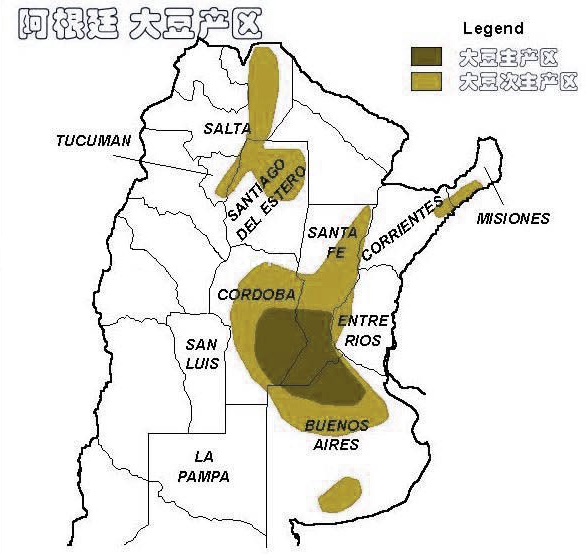 阿根廷 大豆产区
Legend
大豆主产区
大豆次主产区
SALTA
TUCUMAN
SANTIAGO
DEL ESTERO
MISIONES
CORRIENTES
SANTA
FE
CORDOBA
ENTRE
RIOS
SAN
LUIS
BUENOS
AIRES
LA
PAMPA